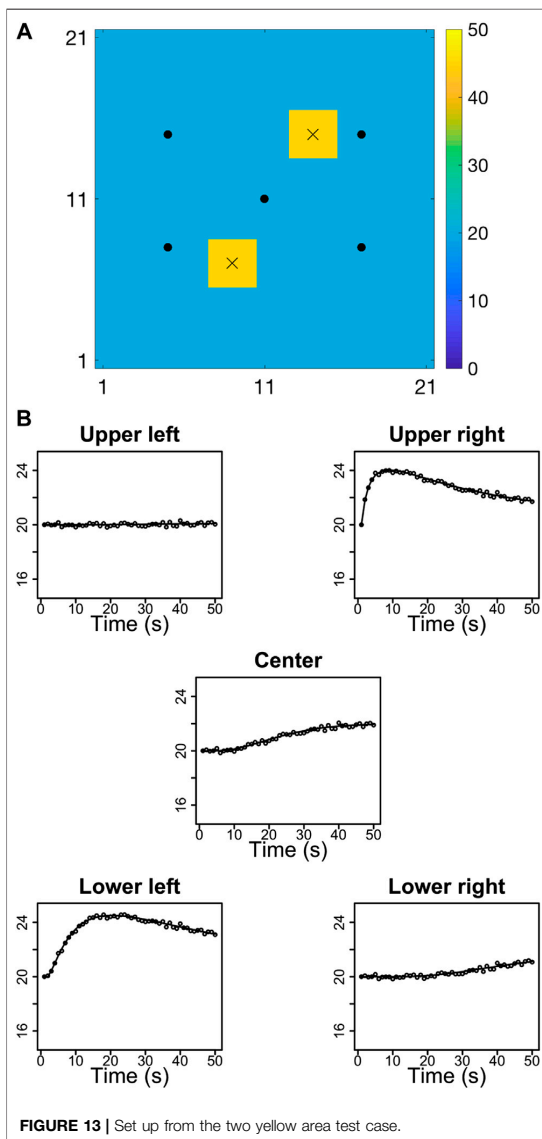 A
21
11
1
1
11
21
50
40
30
20
10
0
B
Upper left
24
20
16
0 10 20 30 40 50
Time (s)
Upper right
24
20
16
0 10 20 30 40 50
Time (s)
Center
24
20
16
0 10 20 30 40 50
Time (s)
Lower left
24
20
16
0 10 20 30 40 50
Time (s)
Lower right
24
20
16
0 10 20 30 40 50
Time (s)
FIGURE 13 | Set up from the two yellow area test case.